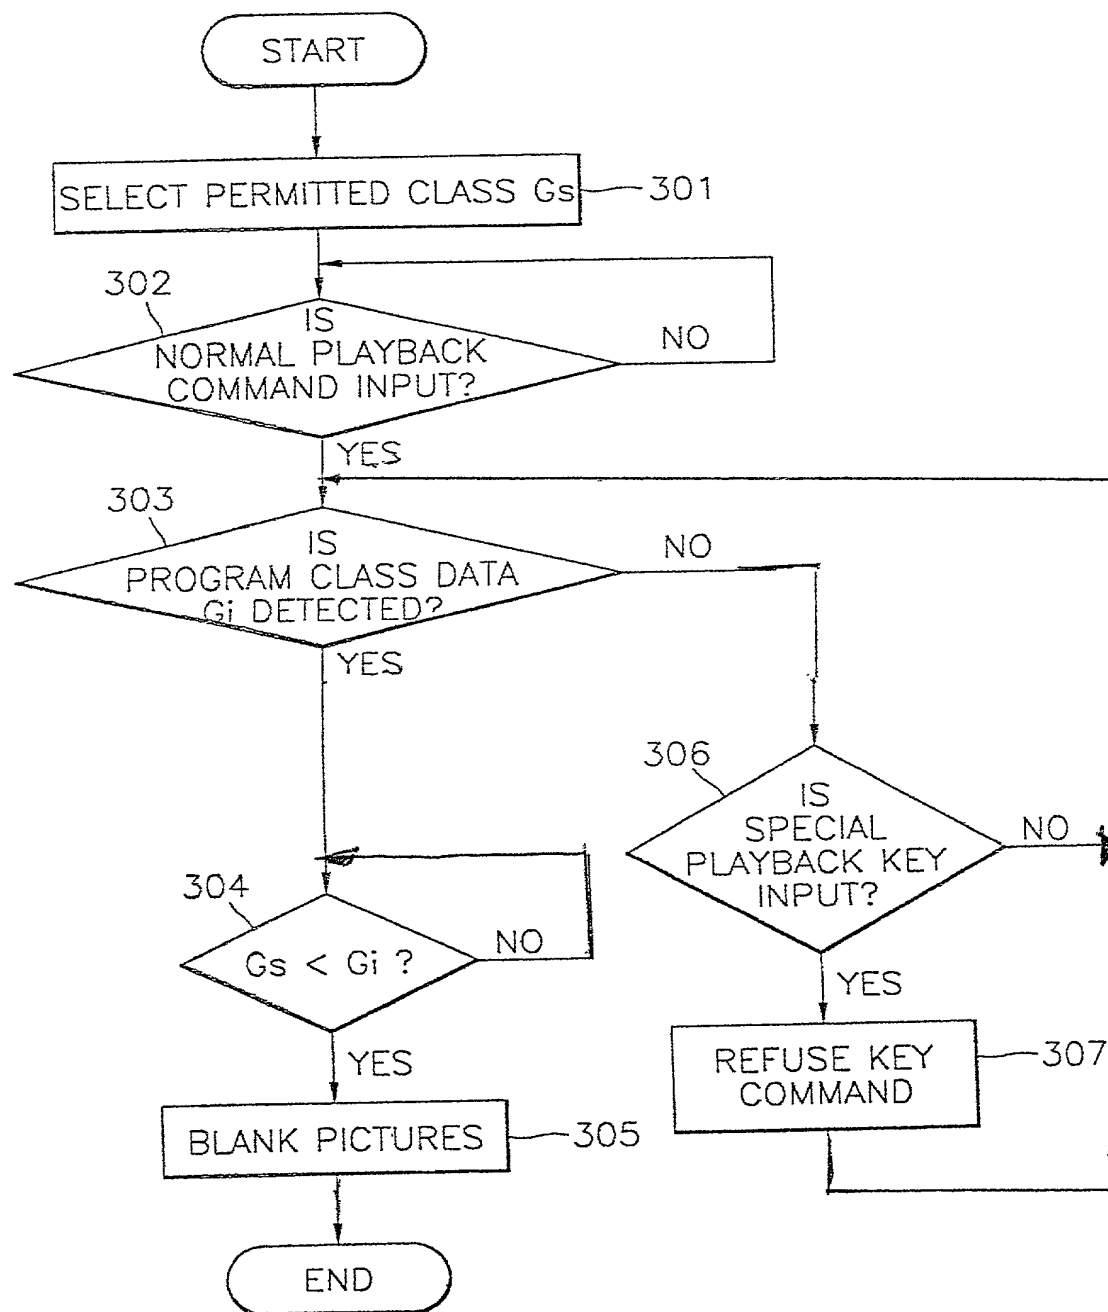 START
SELECT PERMITTED CLASS Gs
301
302
IS
NORMAL PLAYBACK
COMMAND INPUT?
NO
YES
303
IS
PROGRAM CLASS DATA
Gi DETECTED?
NO
YES
306
IS
SPECIAL
PLAYBACK KEY
INPUT?
NO
304
Gs < Gi ?
NO
YES
YES
REFUSE KEY
COMMAND
307
BLANK PICTURES
305
END